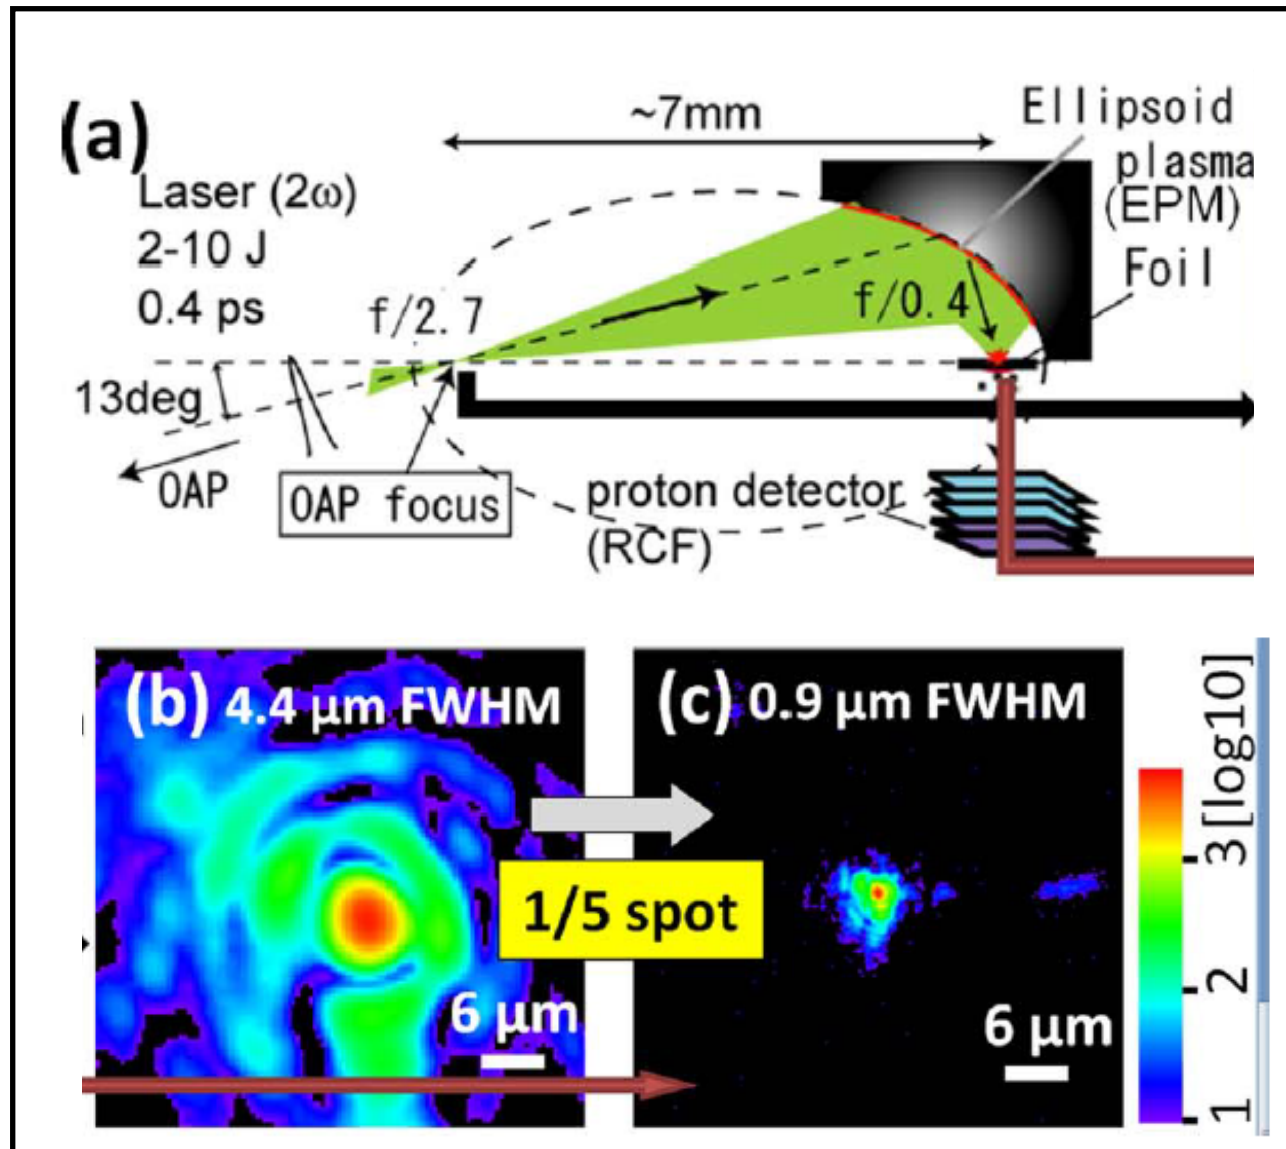 (a)
~7mm
Ellipsoid
plasma
(EPM)
Laser (2ω)
2-10 J
0.4 ps
f/2.7
f/0.4
Foil
13deg
OAP
OAP focus
proton detector
(RCF)
(b) 4.4 µm FWHM
(c) 0.9 µm FWHM
1/5 spot
6 µm
6 µm
1 2 3 [log10]